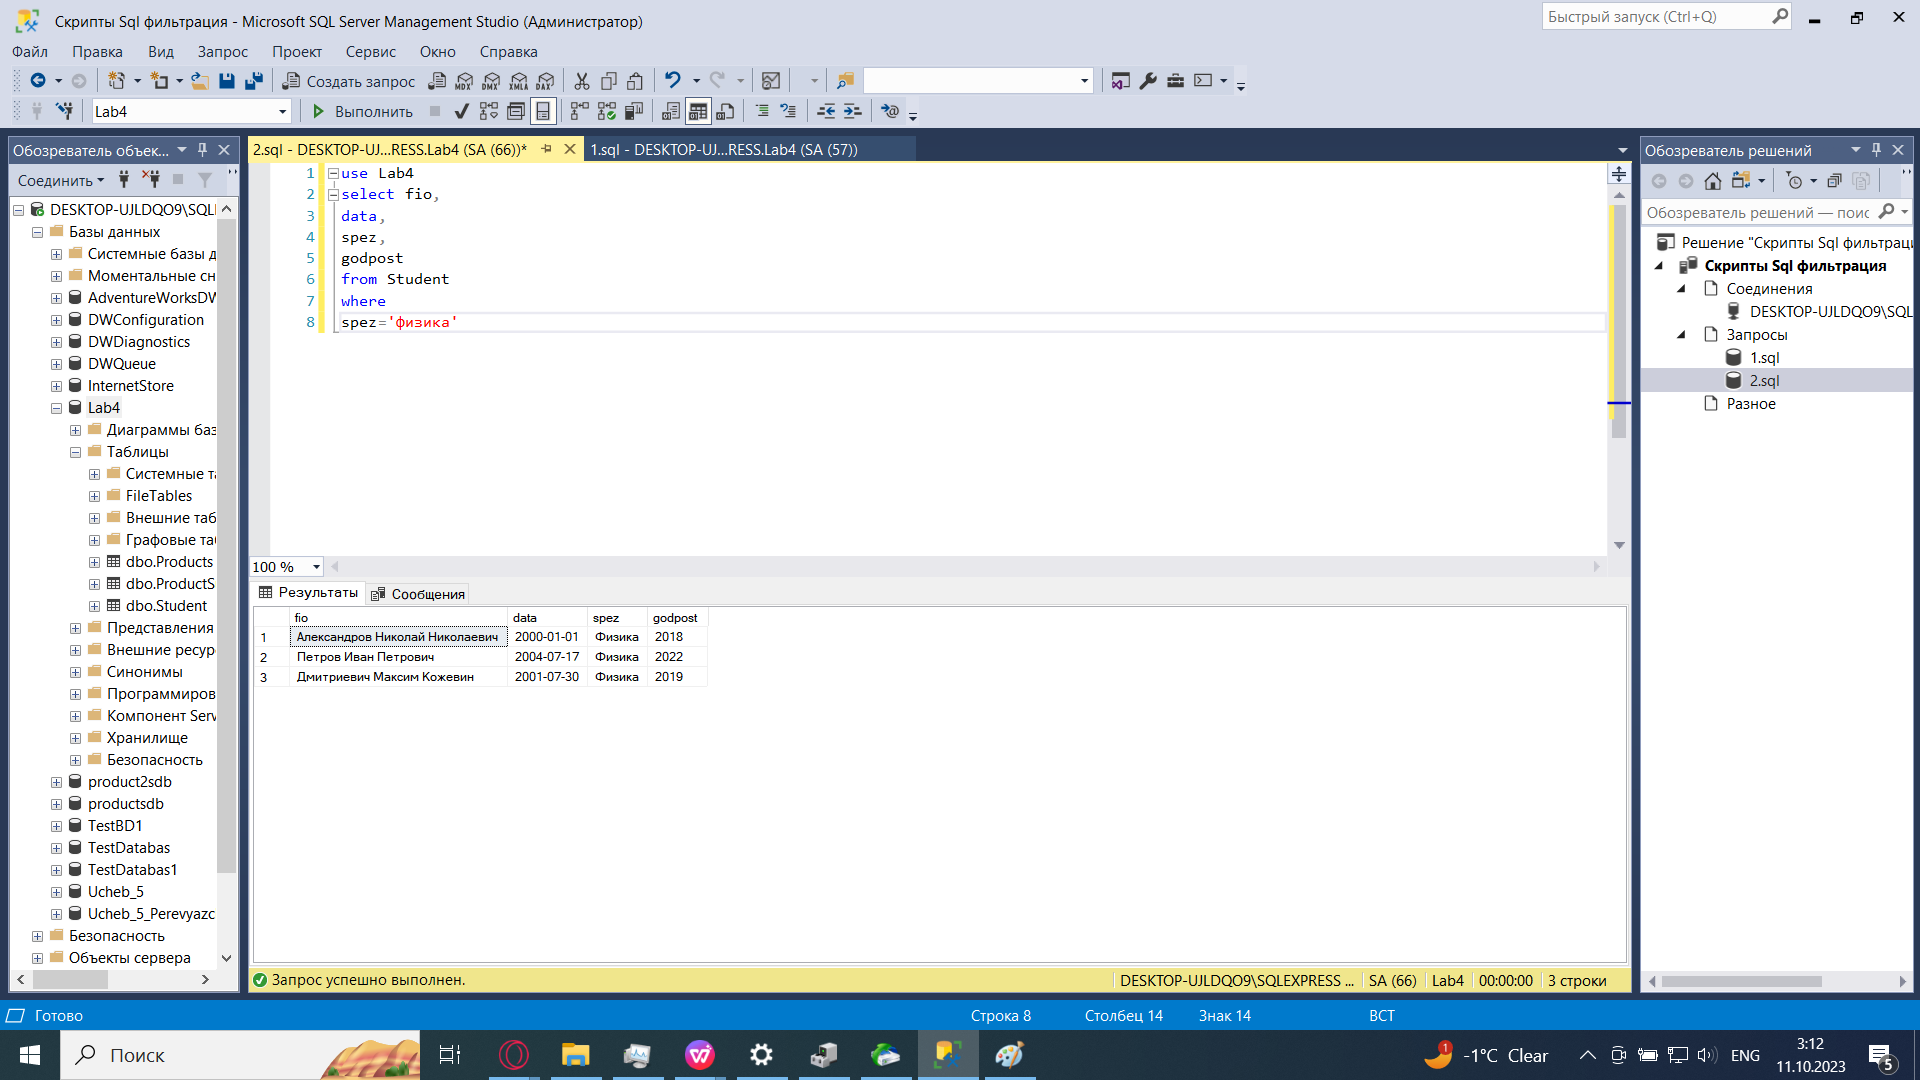 Скрипты Sql фильтрация - Microsoft SQL Server Management Studio (Администратор)
Быстрый запуск (Ctrl+Q)
Файл Правка Вид Запрос Проект Сервис Окно Справка
Создать запрос MDX DMX XMLA DAX
Lab4 Выполнить
Обозреватель объек...
Соединить
DESKTOP-UJLDQO9\SQLI
Базы данных
Системные базы д
Моментальные сн
AdventureWorksDW
DWConfiguration
DWDiagnostics
DWQueue
InternetStore
Lab4
Диаграммы баз
Таблицы
Системные та
FileTables
Внешние таб
Графовые таб
dbo.Products
dbo.ProductS
dbo.Student
Представления
Внешние ресур
Синонимы
Программиров
Компонент Serv
Хранилище
Безопасность
product2sdb
productsdb
TestBD1
TestDatabas
TestDatabas1
Ucheb_5
Ucheb_5_Perevyazc
Безопасность
Объекты сервера
2.sql - DESKTOP-UJ...RESS.Lab4 (SA (66))* 1.sql - DESKTOP-UJ...RESS.Lab4 (SA (57))
1 use Lab4
2 select fio,
3 data,
4 spez,
5 godpost
6 from Student
7 where
8 spez='физика'
100 %
Результаты Сообщения
fio data spez godpost
1 Александров Николай Николаевич 2000-01-01 Физика 2018
2 Петров Иван Петрович 2004-07-17 Физика 2022
3 Дмитриевич Максим Кожевин 2001-07-30 Физика 2019
Запрос успешно выполнен. DESKTOP-UJLDQO9\SQLEXPRESS ... SA (66) Lab4 00:00:00 3 строки
Обозреватель решений
Обозреватель решений — поис
Решение "Скрипты Sql фильтраци
Скрипты Sql фильтрация
Соединения
DESKTOP-UJLDQO9\SQL
Запросы
1.sql
2.sql
Разное
Готово Строка 8 Столбец 14 Знак 14 ВСТ
Поиск 1 -1°C Clear ENG 3:12
11.10.2023 5